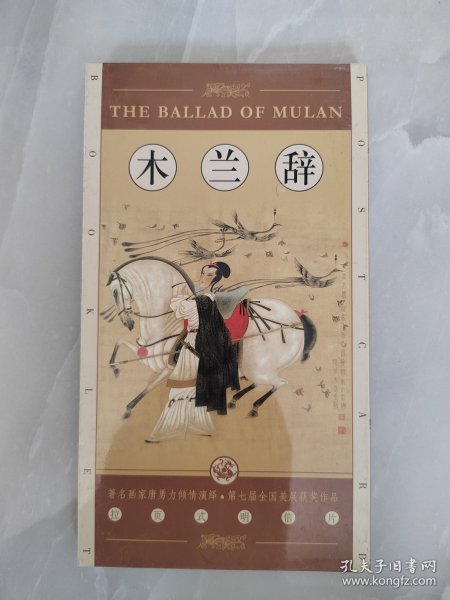 THE BALLAD OF MULAN
木兰辞
BOOKLET
POSTCARD
著名画家唐勇力倾情演绎●第七届全国美展获奖作品
拉页式明信片
孔夫子旧书网
www.kongfz.com